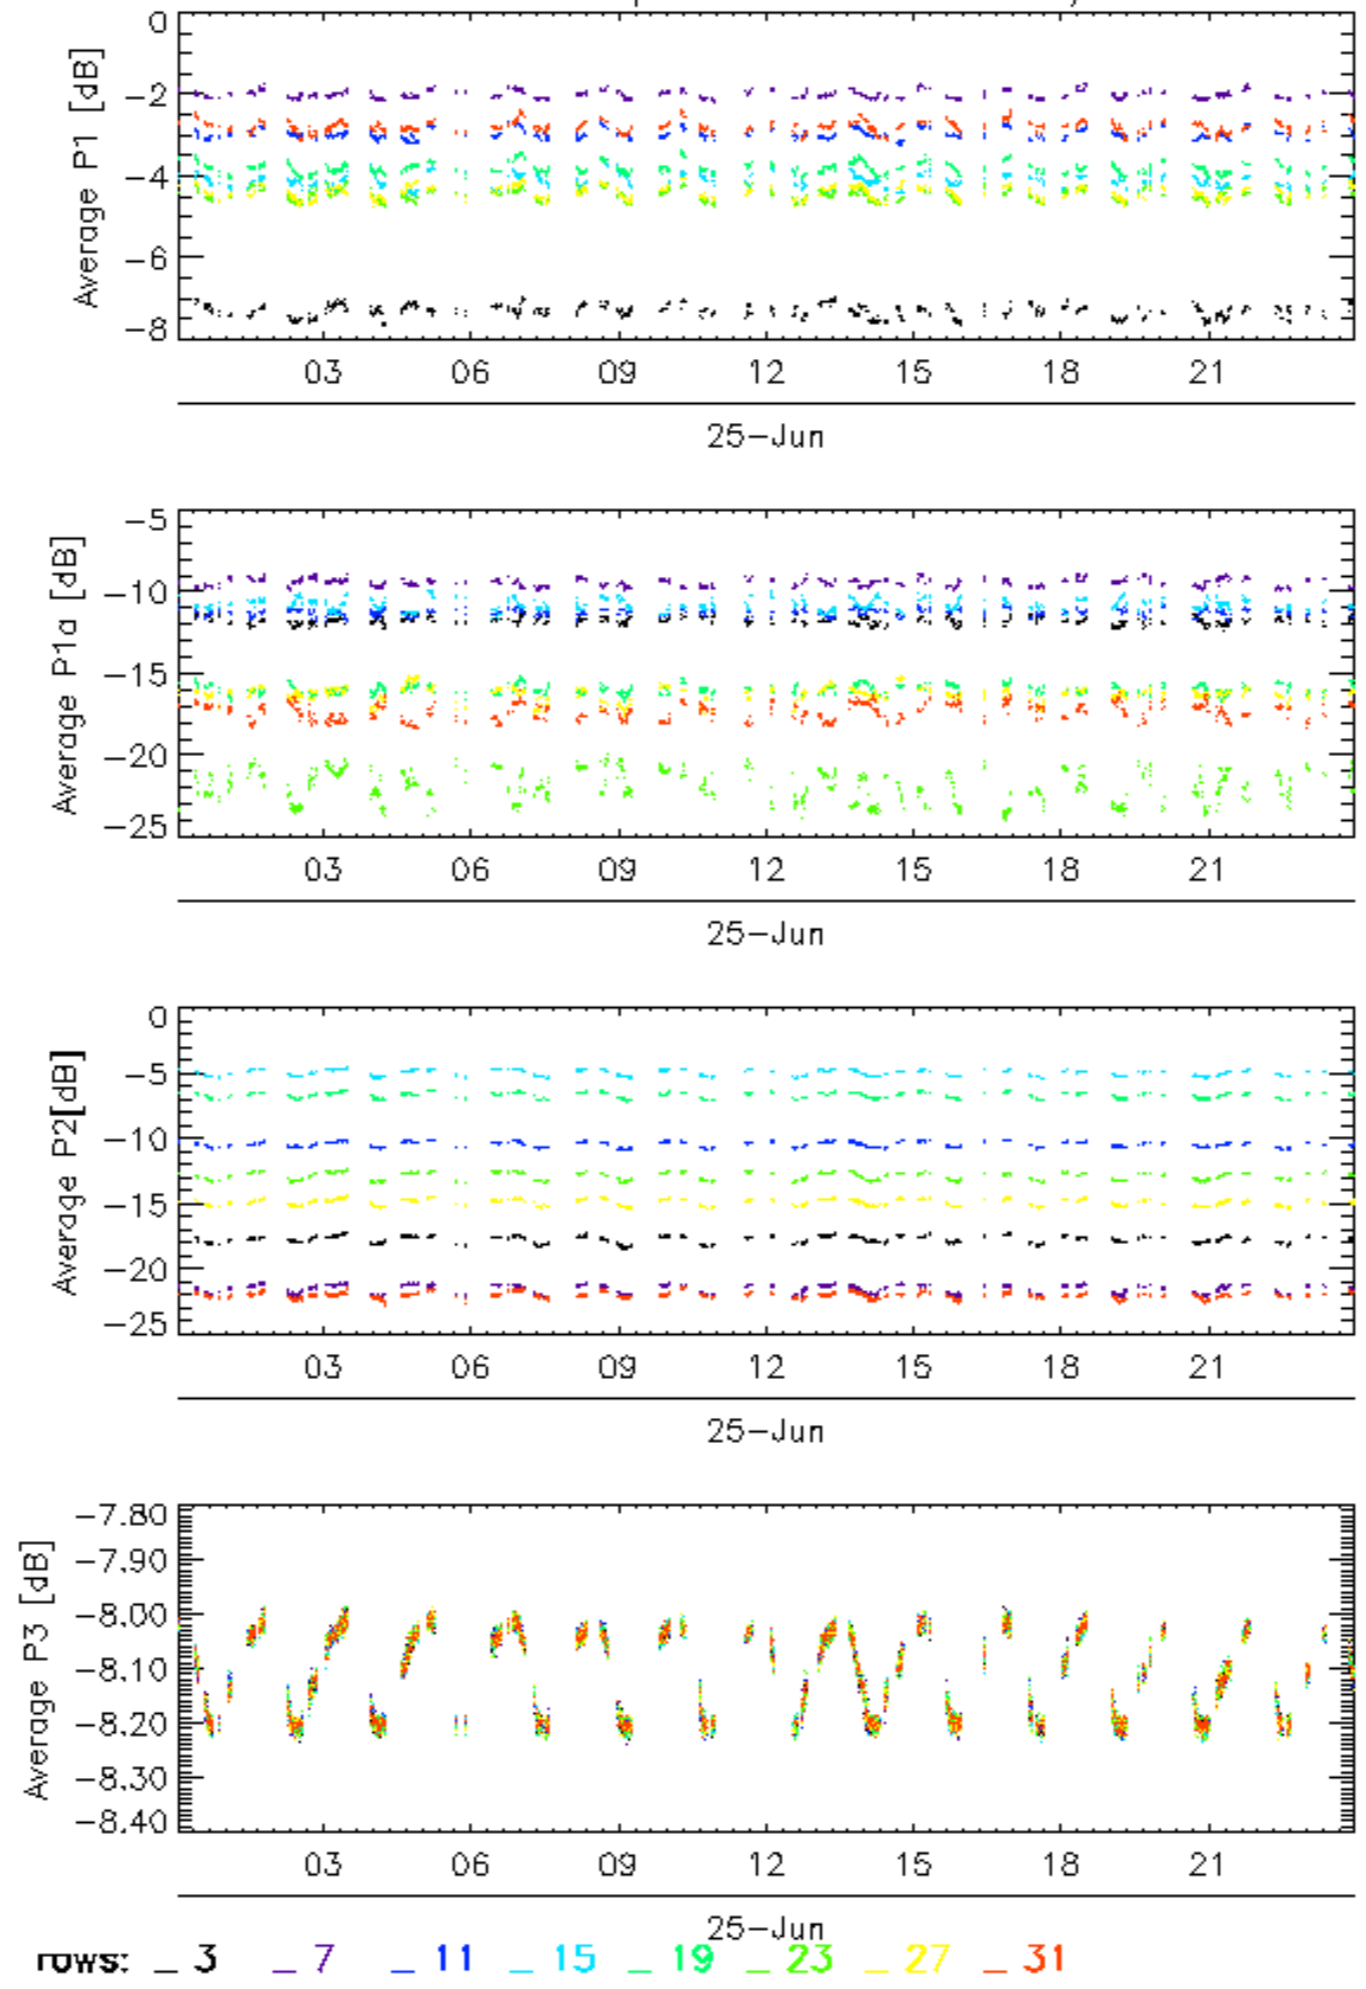 0
-2
-4
-6
-8
Average P1 [dB]
03 06 09 12 15 18 21
25-Jun
-5
-10
-15
-20
-25
Average P1a [dB]
03 06 09 12 15 18 21
25-Jun
0
-5
-10
-15
-20
-25
Average P2[dB]
03 06 09 12 15 18 21
25-Jun
-7.80
-7.90
-8.00
-8.10
-8.20
-8.30
-8.40
Average P3 [dB]
03 06 09 12 15 18 21
25-Jun
rows: _ 3 _ 7 _ 11 _ 15 _ 19 _ 23 _ 27 _ 31